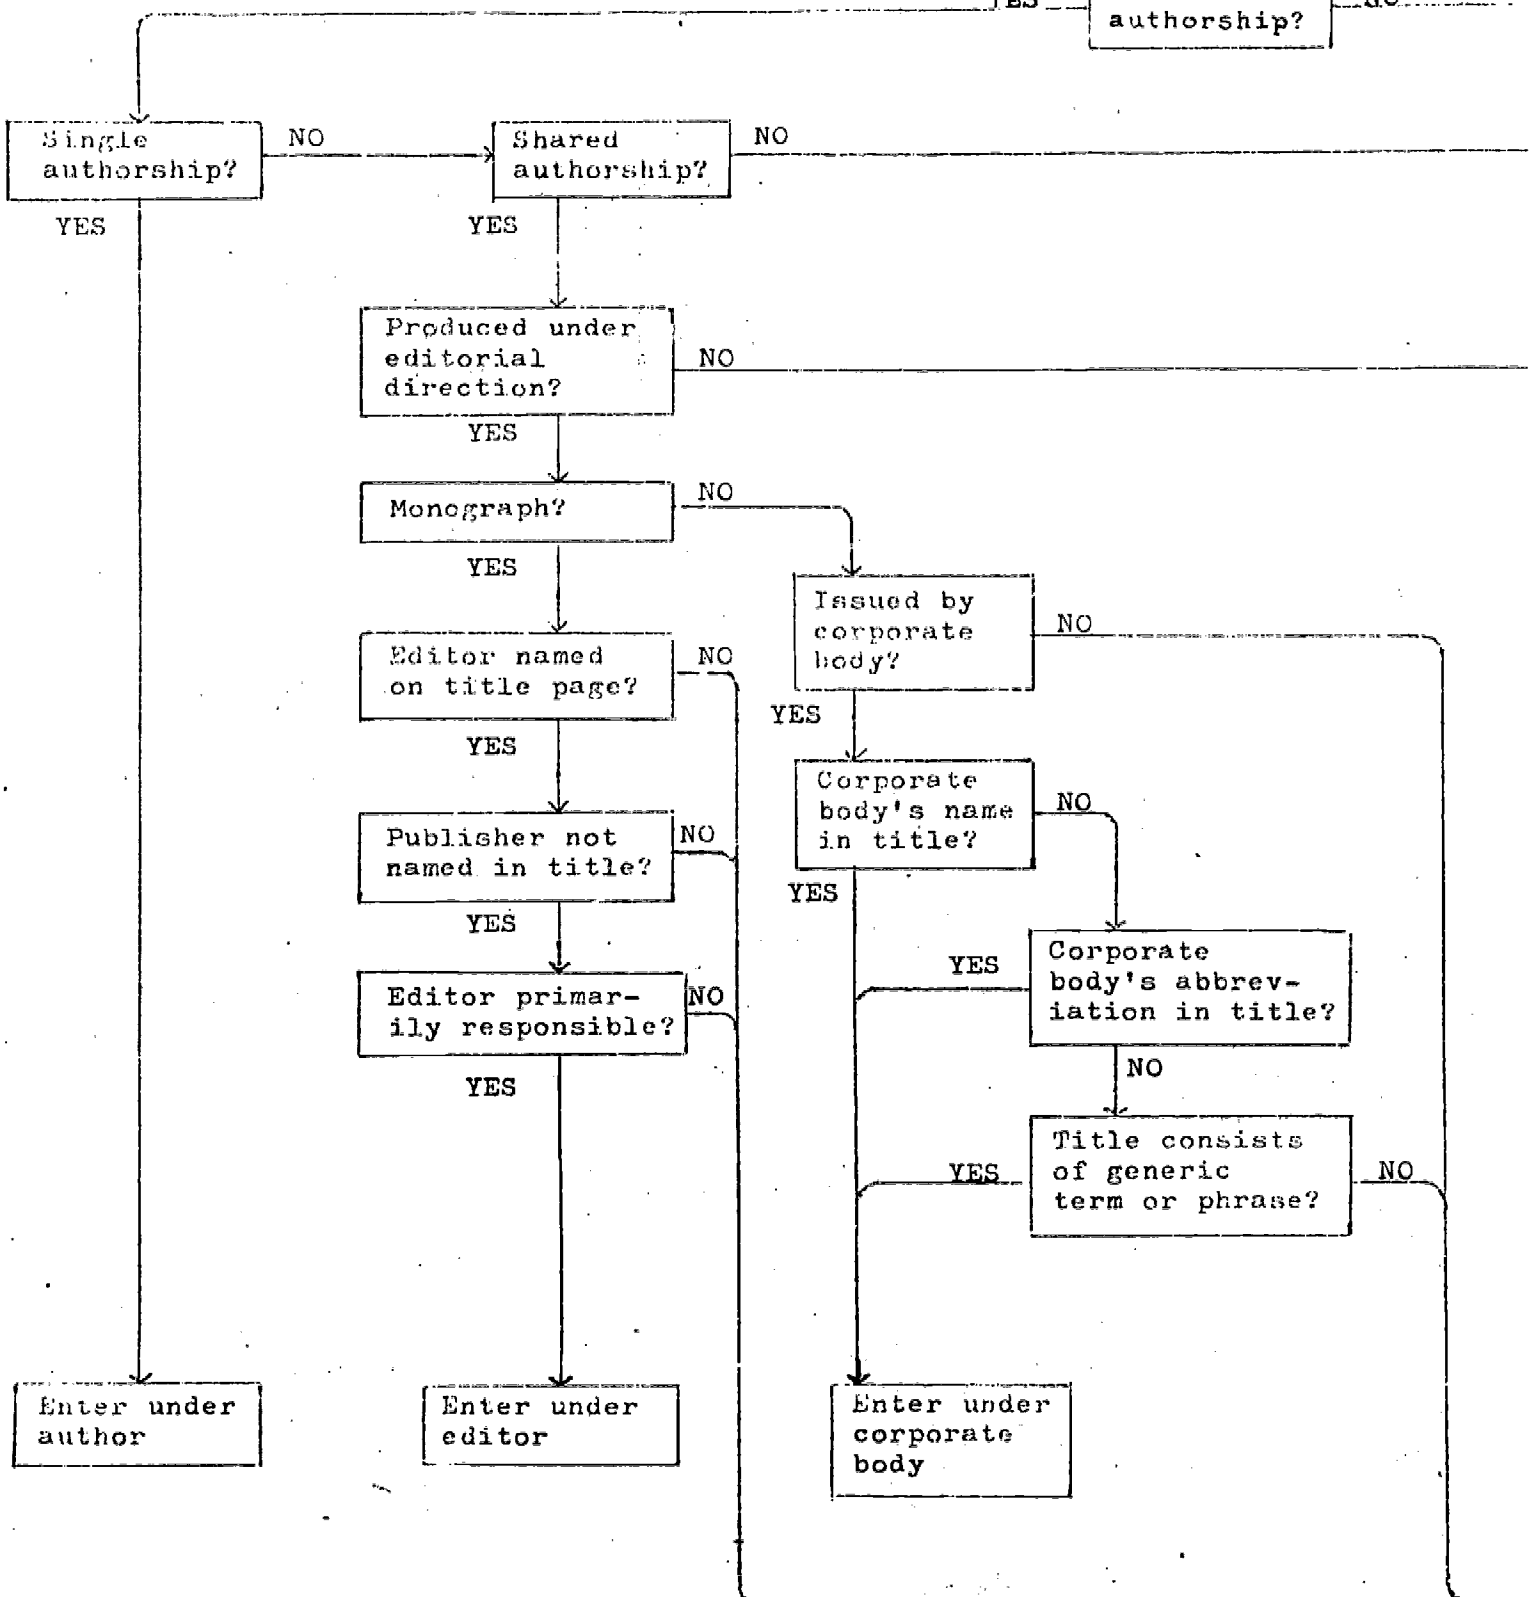 YES
NO
authorship?
Single
authorship?
NO
Shared
authorship?
NO
YES
YES
Produced under
editorial
direction?
NO
YES
Monograph?
NO
YES
Issued by
corporate
body?
NO
Editor named
on title page?
NO
YES
YES
Corporate
body's name
in title?
NO
Publisher not
named in title?
NO
YES
YES
Corporate
body's abbrev-
iation in title?
YES
NO
Editor primar-
ily responsible?
NO
YES
Title consists
of generic
term or phrase?
YES
NO
Enter under
author
Enter under
editor
Enter under
corporate
body